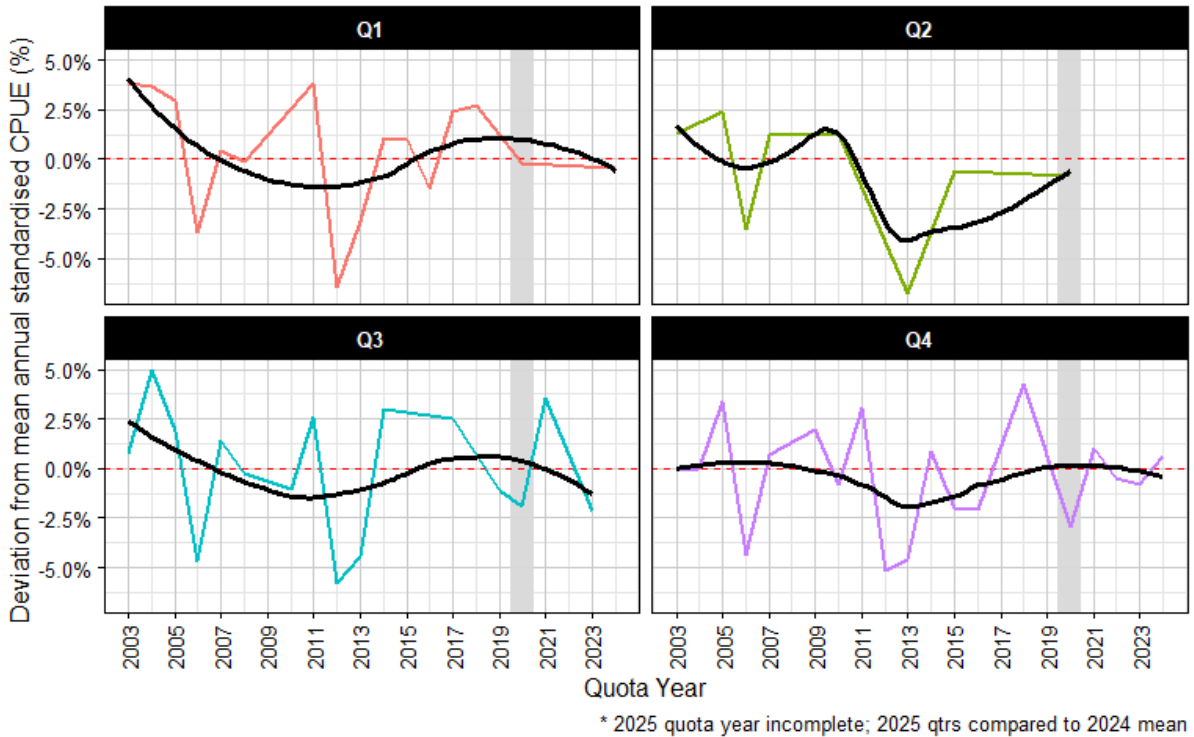 Q1
Q2
5.0%
2.5%
0.0%
-2.5%
-5.0%
Q3
Q4
5.0%
2.5%
0.0%
-2.5%
-5.0%
Deviation from mean annual standardised CPUE (%)
2003 2005 2007 2009 2011 2013 2015 2017 2019 2021 2023
2003 2005 2007 2009 2011 2013 2015 2017 2019 2021 2023
Quota Year
* 2025 quota year incomplete; 2025 qtrs compared to 2024 mean